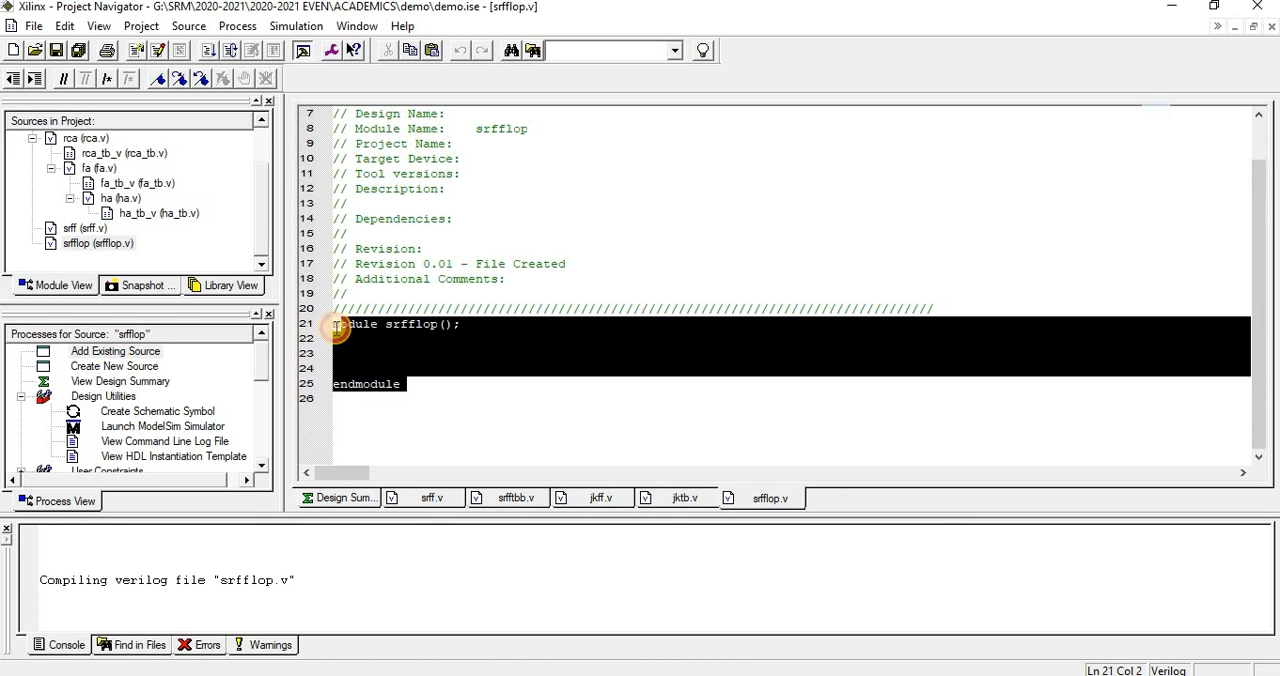 Xilinx - Project Navigator - G:\SRM\2020-2021\2020-2021 EVEN\ACADEMICS\demo\demo.ise - [srfflop.v]
File Edit View Project Source Process Simulation Window Help
Sources in Project:
rca (rca.v)
rca_tb_v (rca_tb.v)
fa (fa.v)
fa_tb_v (fa_tb.v)
ha (ha.v)
ha_tb_v (ha_tb.v)
srff (srff.v)
srfflop (srfflop.v)
Module View Snapshot ... Library View
Processes for Source: "srfflop"
Add Existing Source
Create New Source
View Design Summary
Design Utilities
Create Schematic Symbol
Launch ModelSim Simulator
View Command Line Log File
View HDL Instantiation Template
User Constraints
Process View
7 // Design Name:
8 // Module Name: srfflop
9 // Project Name:
10 // Target Device:
11 // Tool versions:
12 // Description:
13 //
14 // Dependencies:
15 //
16 // Revision:
17 // Revision 0.01 - File Created
18 // Additional Comments:
19 //
20 ////////////////////////////////////////////////////////////////////////////////
21 module srfflop();
22
23
24
25 endmodule
26
Design Sum... srff.v srfftbb.v jkff.v jktb.v srfflop.v
Compiling verilog file "srfflop.v"
Console Find in Files Errors Warnings
Ln 21 Col 2 Verilog